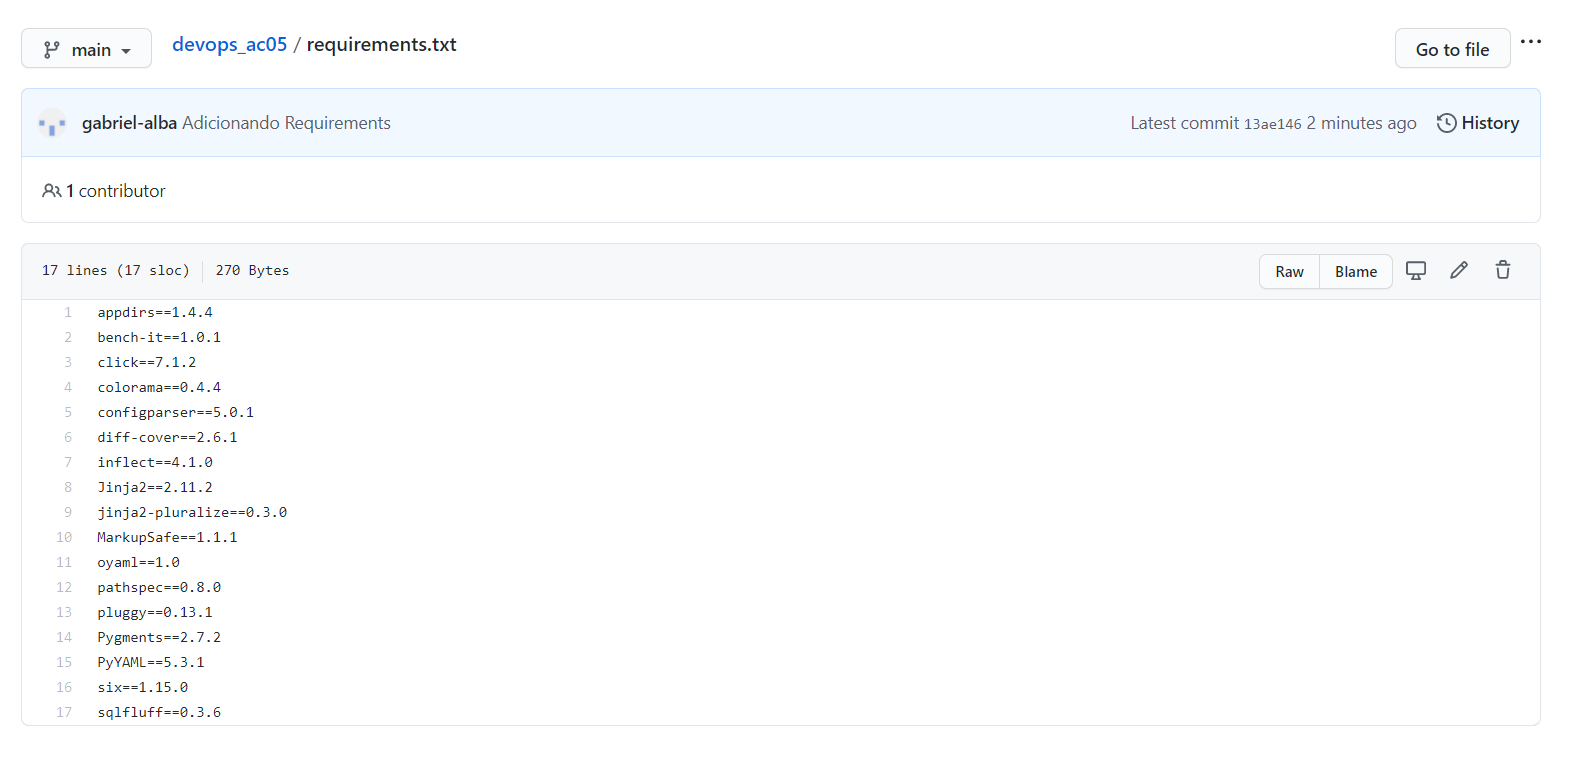 main
devops_ac05 / requirements.txt
Go to file
gabriel-alba Adicionando Requirements
Latest commit 13ae146 2 minutes ago
History
1 contributor
17 lines (17 sloc)
270 Bytes
Raw
Blame
1 appdirs==1.4.4
2 bench-it==1.0.1
3 click==7.1.2
4 colorama==0.4.4
5 configparser==5.0.1
6 diff-cover==2.6.1
7 inflect==4.1.0
8 Jinja2==2.11.2
9 jinja2-pluralize==0.3.0
10 MarkupSafe==1.1.1
11 oyaml==1.0
12 pathspec==0.8.0
13 pluggy==0.13.1
14 Pygments==2.7.2
15 PyYAML==5.3.1
16 six==1.15.0
17 sqlfluff==0.3.6